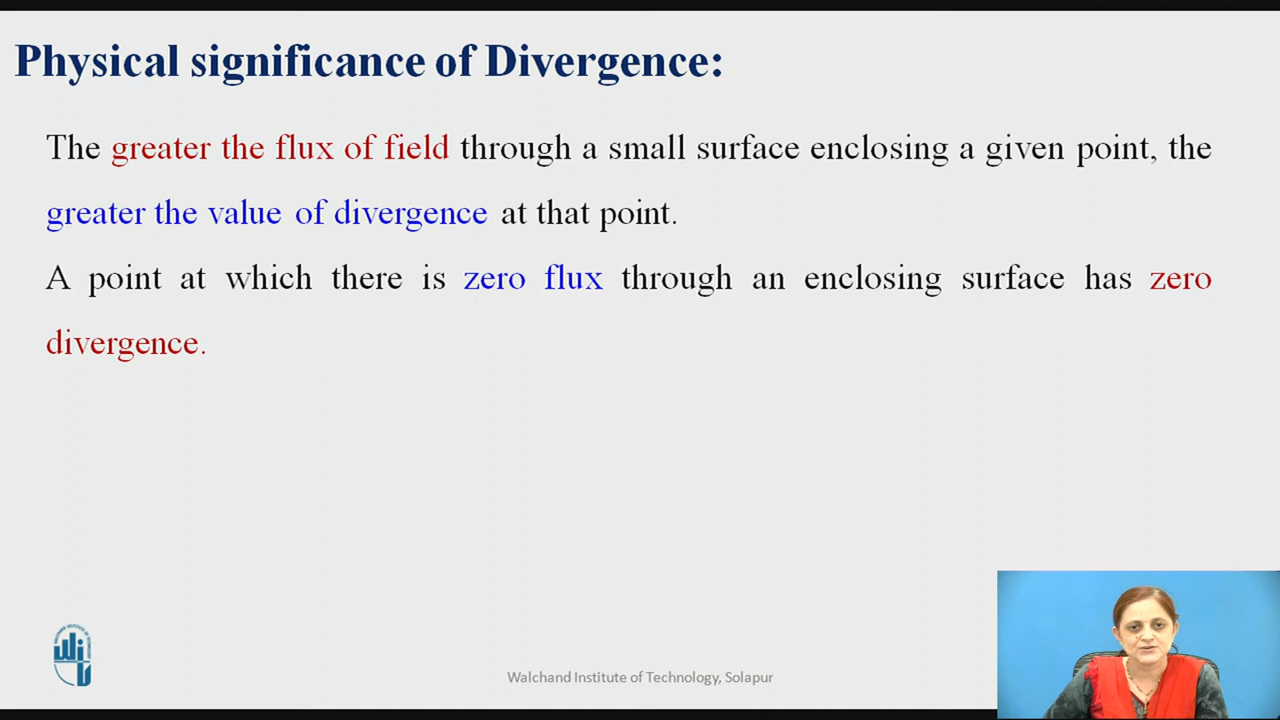 Physical significance of Divergence:
The greater the flux of field through a small surface enclosing a given point, the
greater the value of divergence at that point.
A point at which there is zero flux through an enclosing surface has zero
divergence.
Walchand Institute of Technology, Solapur